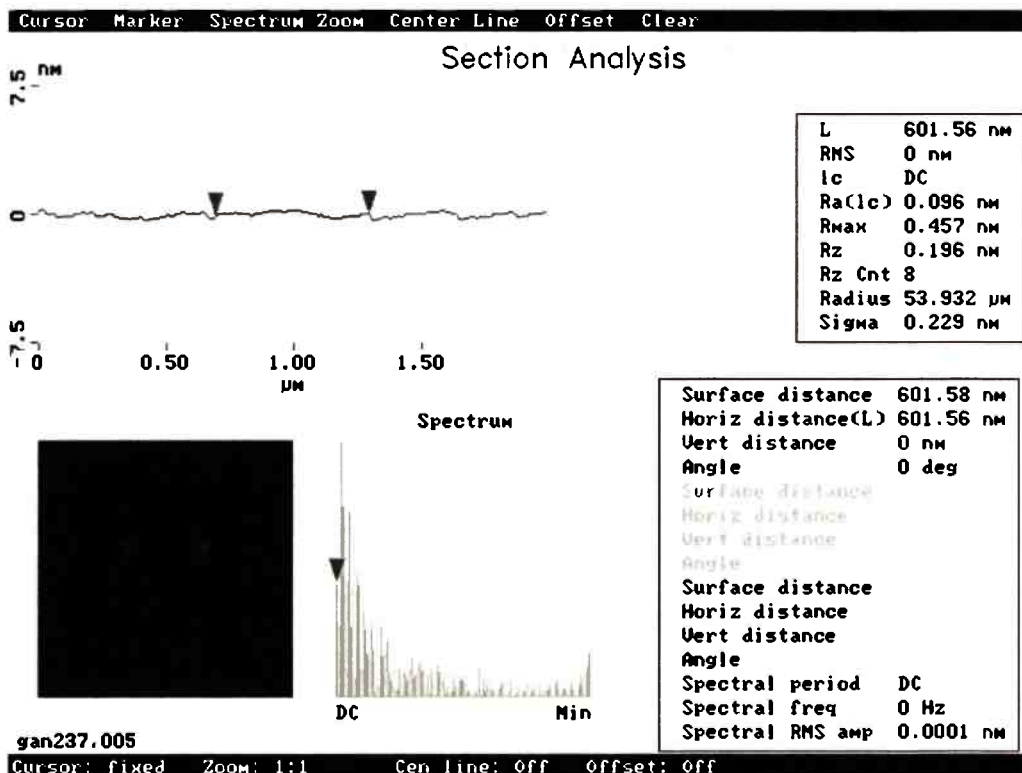 Cursor Marker Spectrum Zoom Center Line Offset Clear
Section Analysis
nm
7.5
0
-7.5
0 0.50 1.00 1.50
μm
L 601.56 nm
RMS 0 nm
lc DC
Ra(lc) 0.096 nm
Rmax 0.457 nm
Rz 0.196 nm
Rz Cnt 8
Radius 53.932 μm
Sigma 0.229 nm
Spectrum
DC Min
Surface distance 601.58 nm
Horiz distance(L) 601.56 nm
Vert distance 0 nm
Angle 0 deg
Surface distance
Horiz distance
Vert distance
Angle
Surface distance
Horiz distance
Vert distance
Angle
Spectral period DC
Spectral freq 0 Hz
Spectral RMS amp 0.0001 nm
gan237.005
Cursor: fixed Zoom: 1:1 Cen line: Off Offset: Off